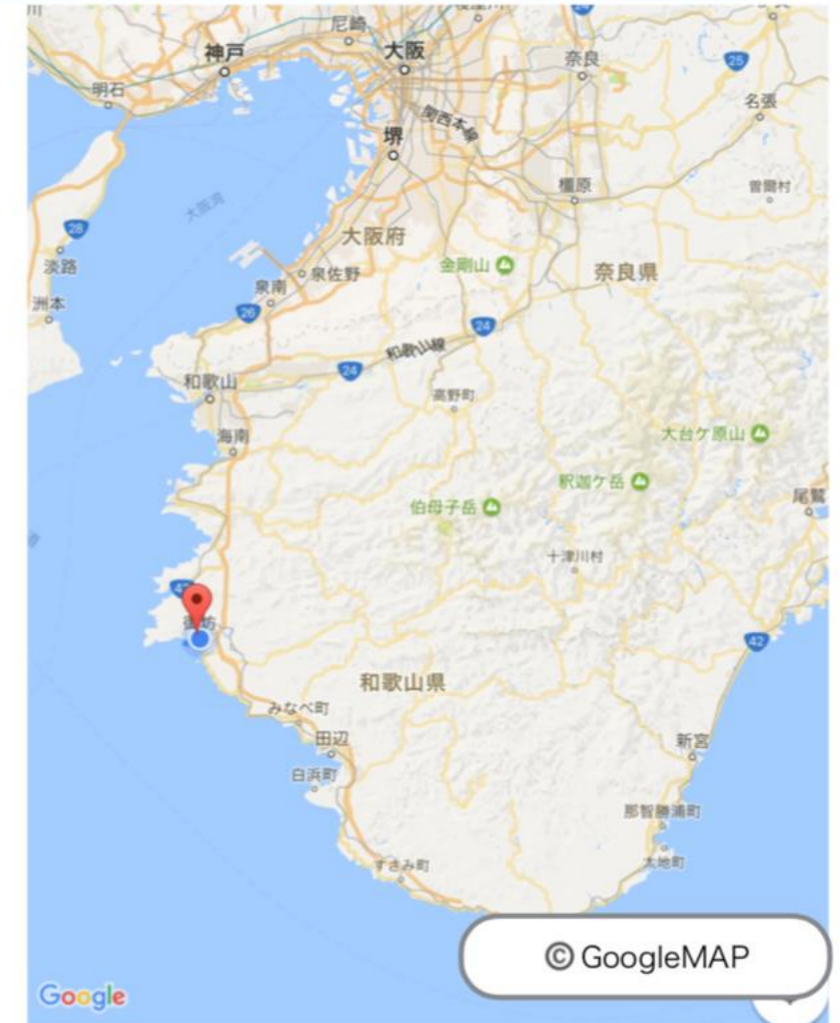 尼崎
神戸
大阪
奈良
25
明石
名張
関西本線
堺
橿原
曽爾村
大阪湾
28
大阪府
淡路
金剛山
奈良県
泉佐野
洲本
泉南
26
24
和歌山線
24
和歌山
高野町
海南
大台ケ原山
釈迦ケ岳
尾鷲
伯母子岳
十津川村
御坊
42
和歌山県
みなべ町
田辺
新宮
白浜町
那智勝浦町
すさみ町
太地町
© GoogleMAP
Google